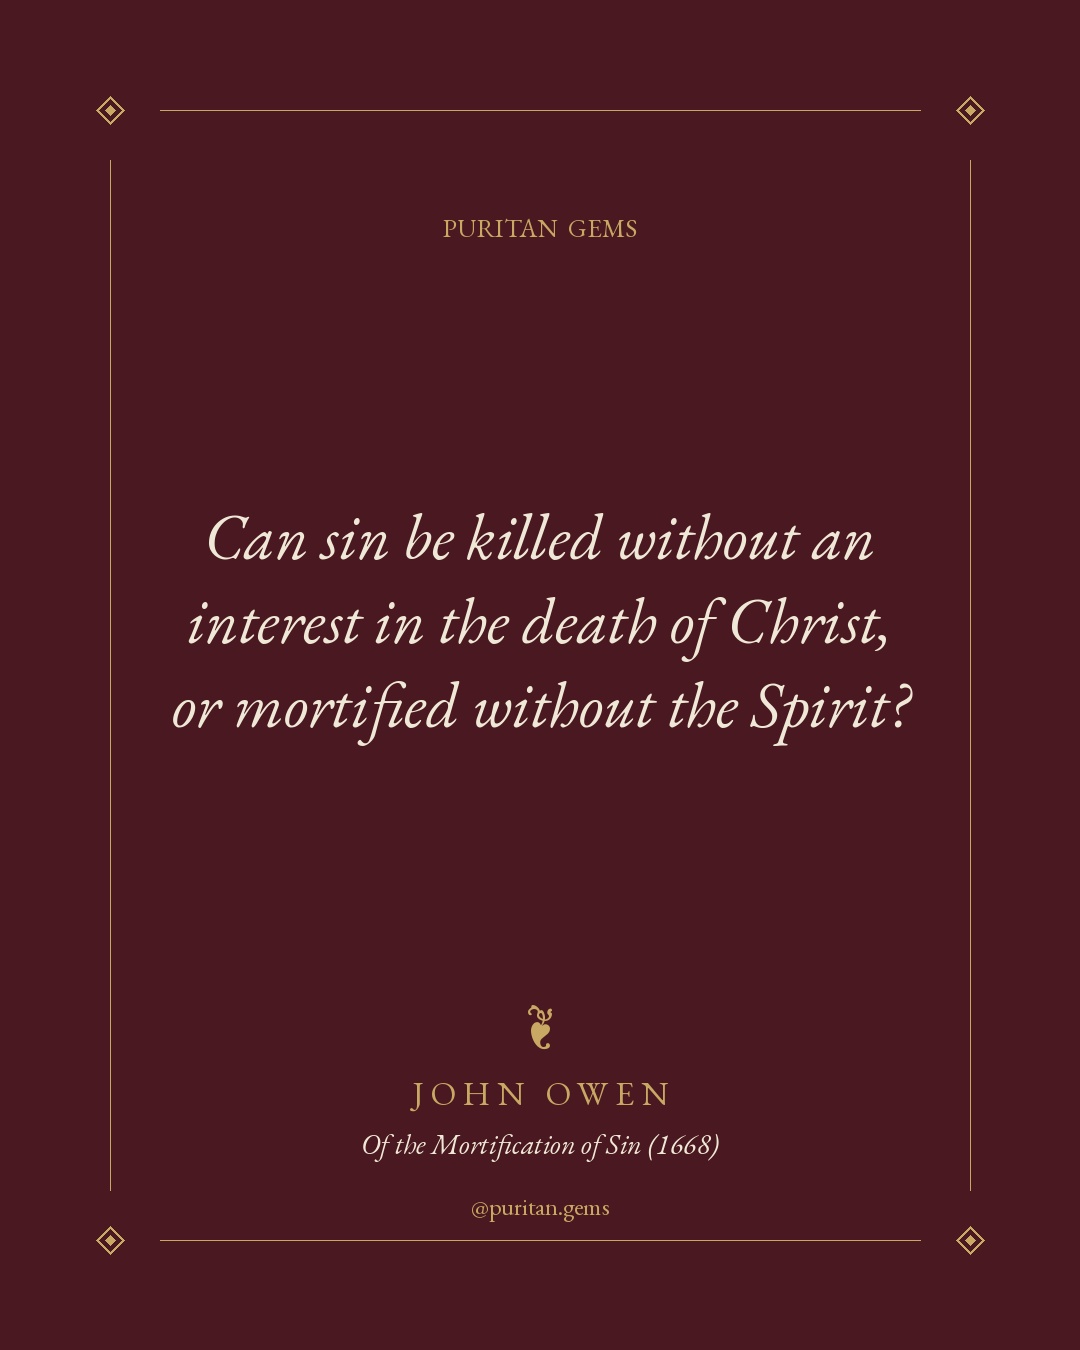 PURITAN GEMS
Can sin be killed without an
interest in the death of Christ,
or mortified without the Spirit?
JOHN OWEN
Of the Mortification of Sin (1668)
@puritan.gems